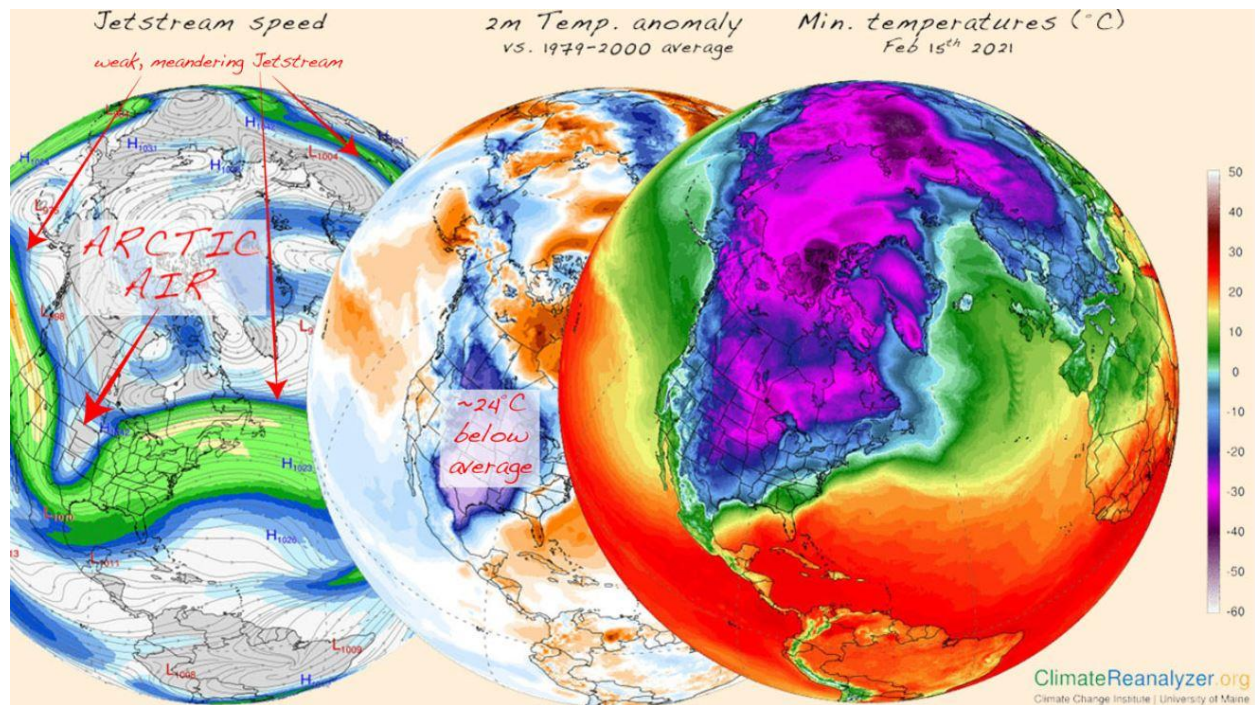 Jetstream speed
weak, meandering Jetstream
ARCTIC
AIR
H1031
L1004
H1023
H1026
L1010
L1011
L1009
L1008
13
2m Temp. anomaly
vs. 1979-2000 average
~24°C
below
average
Min. temperatures (°C)
Feb 15th 2021
50
40
30
20
10
0
-10
-20
-30
-40
-50
-60
ClimateReanalyzer.org
Climate Change Institute | University of Maine